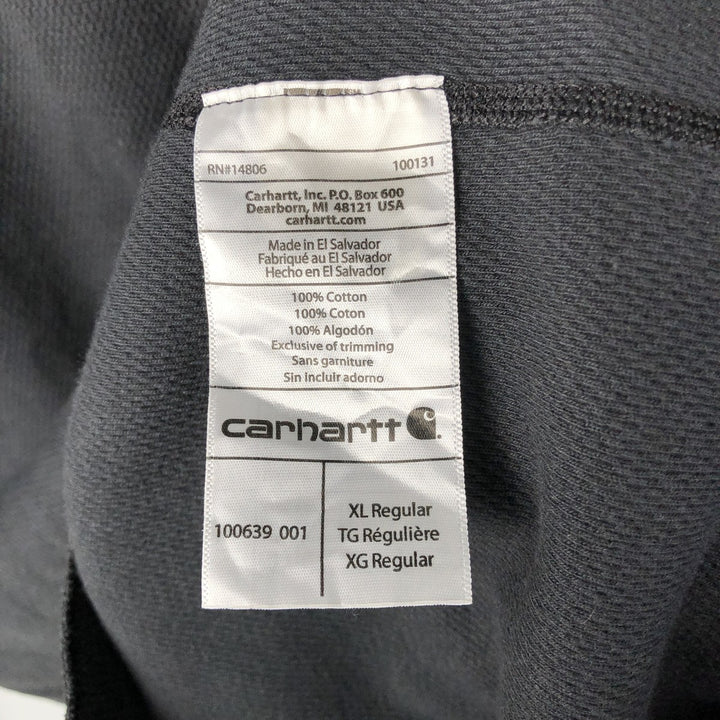 RN#14806 100131
Carhartt, Inc. P.O. Box 600
Dearborn, MI 48121 USA
carhartt.com
Made in El Salvador
Fabriqué au El Salvador
Hecho en El Salvador
100% Cotton
100% Coton
100% Algodón
Exclusive of trimming
Sans garniture
Sin incluir adorno
carhartt
100639 001
XL Regular
TG Régulière
XG Regular